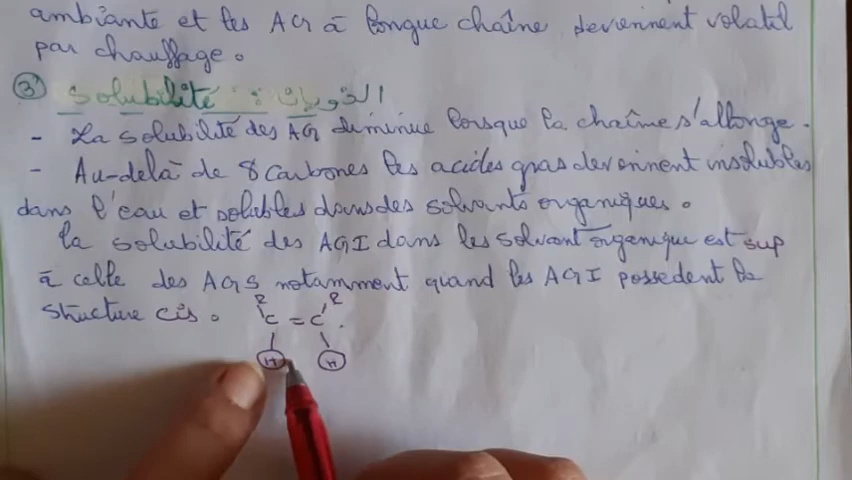 ambiante et les AG à longue chaîne deviennent volatil
par chauffage.
③ Solubilité : الذوبان
- La solubilité des AG diminue lorsque la chaîne s'allonge.
- Au-delà de 8 carbones les acides gras deviennent insolubles
dans l'eau et solubles dans des solvants organiques.
la solubilité des AGI dans les solvant organique est sup
à celle des AGS notamment quand les AGI possedent la
structure cis.
R R
C = C
H H